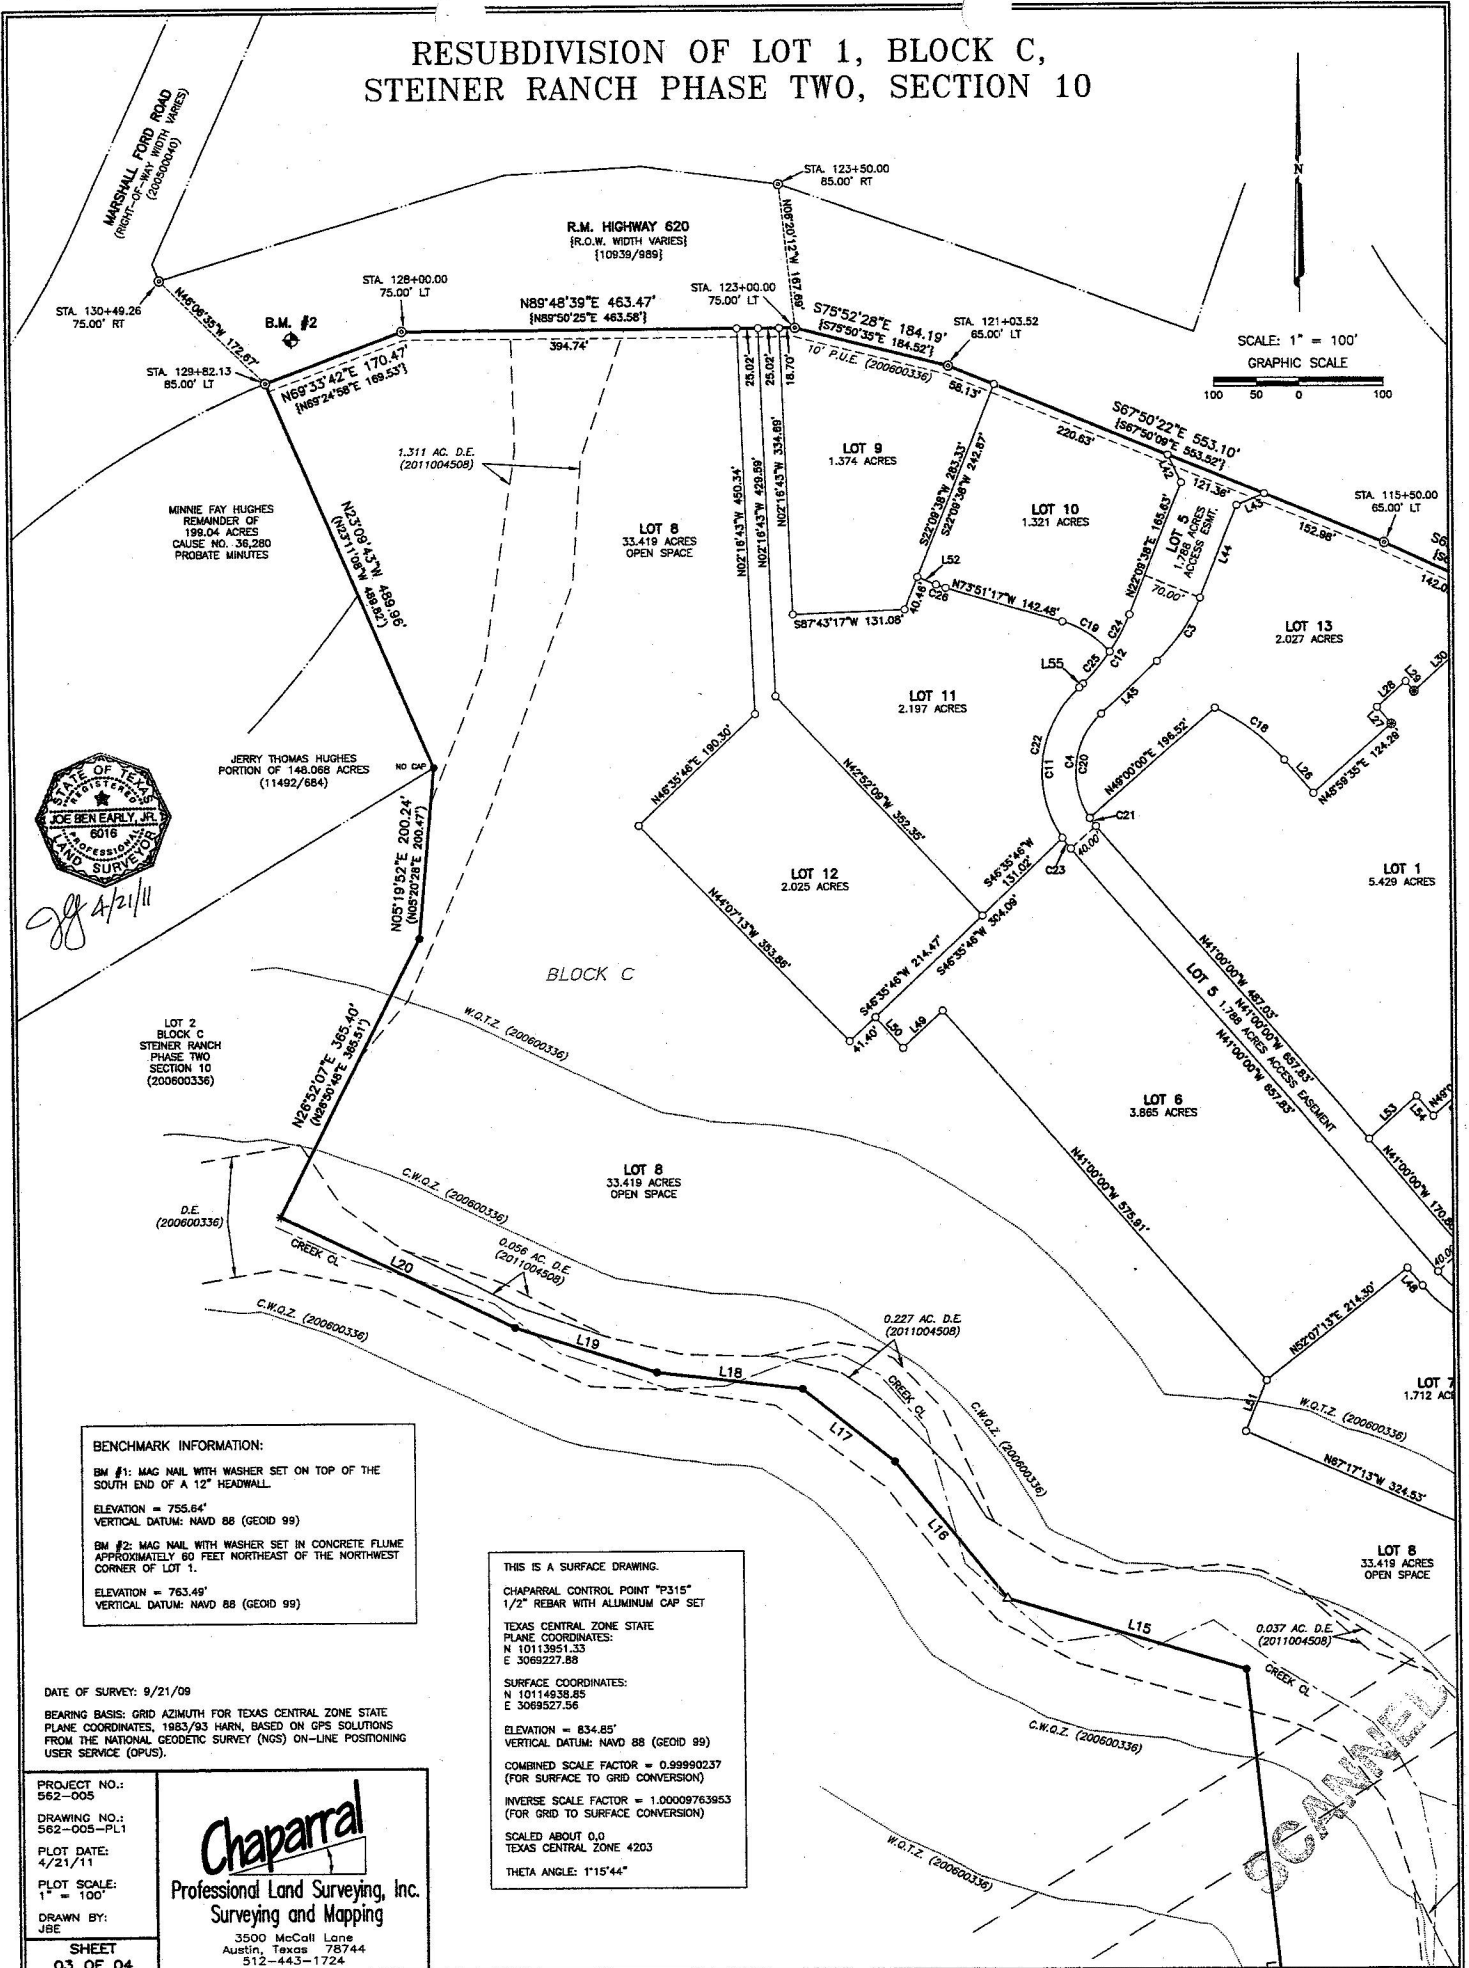 RESUBDIVISION OF LOT 1, BLOCK C,
STEINER RANCH PHASE TWO, SECTION 10
MARSHALL FORD ROAD
(RIGHT-OF-WAY WIDTH VARIES)
(200500040)
STA. 123+50.00
85.00' RT
R.M. HIGHWAY 620
{R.O.W. WIDTH VARIES}
{10939/989}
N06°20'12"W 167.69'
N
STA. 130+49.26
75.00' RT
N46°06'35"W 172.67'
B.M. #2
STA. 128+00.00
75.00' LT
N89°48'39"E 463.47'
{N89°50'25"E 463.58'}
394.74'
STA. 123+00.00
75.00' LT
S75°52'28"E 184.19'
{S75°50'35"E 184.52'}
10' P.U.E. (200600336)
STA. 121+03.52
65.00' LT
58.13'
SCALE: 1" = 100'
GRAPHIC SCALE
100 50 0 100
STA. 129+82.13
85.00' LT
N69°33'42"E 170.47'
{N69°24'58"E 169.53'}
25.02'
25.02'
18.70'
S67°50'22"E 553.10'
{S67°50'09"E 553.52'}
220.63'
L42
121.36'
L43
152.98'
STA. 115+50.00
65.00' LT
142.0
1.311 AC. D.E.
(2011004508)
LOT 9
1.374 ACRES
S22°09'38"W 283.33'
S22°09'38"W 242.87'
LOT 10
1.321 ACRES
N22°09'38"E 165.63'
LOT 5
1.788 ACRES
ACCESS ESMT.
L44
70.00'
MINNIE FAY HUGHES
REMAINDER OF
199.04 ACRES
CAUSE NO. 36,280
PROBATE MINUTES
N23°09'43"W 489.96'
(N23°11'08"W 489.82')
LOT 8
33.419 ACRES
OPEN SPACE
N02°16'43"W 450.34'
N02°16'43"W 429.69'
N02°16'43"W 334.69'
L52
C26
N73°51'17"W 142.48'
40.46'
S87°43'17"W 131.08'
C19
C24
C12
C3
C25
L55
LOT 13
2.027 ACRES
L28
L29
L30
L27
L45
LOT 11
2.197 ACRES
C22
C11
C4
C20
N49°00'00"E 196.52'
C18
L26
N48°59'35"E 124.29'
C21
40.00'
C23
JERRY THOMAS HUGHES
PORTION OF 148.068 ACRES
(11492/684)
NO CAP
STATE OF TEXAS
REGISTERED
JOE BEN EARLY, JR.
6016
PROFESSIONAL
LAND SURVEYOR
4/21/11
N05°19'52"E 200.24'
(N05°20'28"E 200.47')
N46°35'46"E 190.30'
N42°52'09"W 352.35'
LOT 12
2.025 ACRES
N44°07'13"W 353.86'
S46°35'46"W
131.02'
S46°35'46"W 304.09'
S46°35'46"W 214.47'
41.40'
L50
L49
LOT 1
5.429 ACRES
N41°00'00"W 487.03'
N41°00'00"W 657.83'
LOT 5 1.788 ACRES ACCESS EASEMENT
N41°00'00"W 657.83'
BLOCK C
W.Q.T.Z. (200600336)
LOT 2
BLOCK C
STEINER RANCH
PHASE TWO
SECTION 10
(200600336)
N26°52'07"E 365.40'
(N26°50'48"E 365.51')
LOT 6
3.865 ACRES
N41°00'00"W 575.91'
L53
L54
N41°00'00"W 170.8
40.0
L48
N52°07'13"E 214.30'
L51
LOT 7
1.712 AC
W.Q.T.Z. (200600336)
N67°17'13"W 324.53'
D.E.
(200600336)
C.W.Q.Z. (200600336)
LOT 8
33.419 ACRES
OPEN SPACE
CREEK CL
L20
0.056 AC. D.E.
(2011004508)
C.W.Q.Z. (200600336)
L19
L18
0.227 AC. D.E.
(2011004508)
CREEK CL
L17
C.W.Q.Z. (200600336)
L16
LOT 8
33.419 ACRES
OPEN SPACE
L15
0.037 AC. D.E.
(2011004508)
CREEK CL
C.W.Q.Z. (200600336)
W.Q.T.Z. (200600336)
SCANNED
BENCHMARK INFORMATION:
BM #1: MAG NAIL WITH WASHER SET ON TOP OF THE
SOUTH END OF A 12" HEADWALL.
ELEVATION = 755.64'
VERTICAL DATUM: NAVD 88 (GEOID 99)
BM #2: MAG NAIL WITH WASHER SET IN CONCRETE FLUME
APPROXIMATELY 60 FEET NORTHEAST OF THE NORTHWEST
CORNER OF LOT 1.
ELEVATION = 763.49'
VERTICAL DATUM: NAVD 88 (GEOID 99)
THIS IS A SURFACE DRAWING.
CHAPARRAL CONTROL POINT "P315"
1/2" REBAR WITH ALUMINUM CAP SET
TEXAS CENTRAL ZONE STATE
PLANE COORDINATES:
N 10113951.33
E 3069227.88
SURFACE COORDINATES:
N 10114938.85
E 3069527.56
ELEVATION = 834.85'
VERTICAL DATUM: NAVD 88 (GEOID 99)
COMBINED SCALE FACTOR = 0.99990237
(FOR SURFACE TO GRID CONVERSION)
INVERSE SCALE FACTOR = 1.00009763953
(FOR GRID TO SURFACE CONVERSION)
SCALED ABOUT 0,0
TEXAS CENTRAL ZONE 4203
THETA ANGLE: 1°15'44"
DATE OF SURVEY: 9/21/09
BEARING BASIS: GRID AZIMUTH FOR TEXAS CENTRAL ZONE STATE
PLANE COORDINATES, 1983/93 HARN, BASED ON GPS SOLUTIONS
FROM THE NATIONAL GEODETIC SURVEY (NGS) ON-LINE POSITIONING
USER SERVICE (OPUS).
PROJECT NO.:
562-005
DRAWING NO.:
562-005-PL1
PLOT DATE:
4/21/11
PLOT SCALE:
1" = 100'
DRAWN BY:
JBE
SHEET
03 OF 04
Chaparral
Professional Land Surveying, Inc.
Surveying and Mapping
3500 McCall Lane
Austin, Texas 78744
512-443-1724